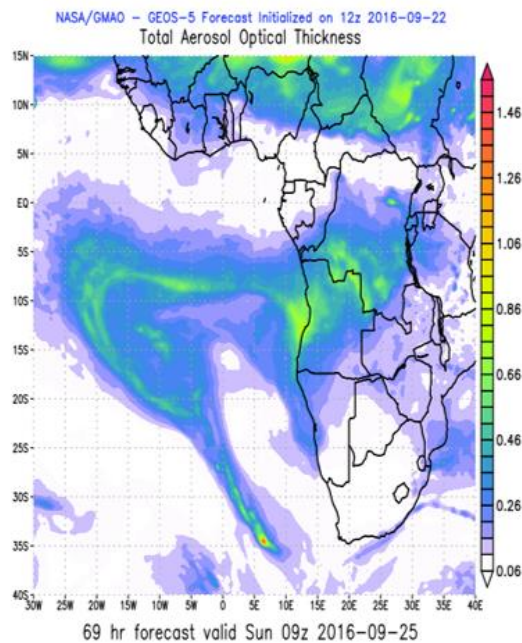 NASA/GMAO - GEOS-5 Forecast Initialized on 12z 2016-09-22
Total Aerosol Optical Thickness
15N
10N
5N
EQ
5S
10S
15S
20S
25S
30S
35S
40S
30W 25W 20W 15W 10W 5W 0 5E 10E 15E 20E 25E 30E 35E 40E
1.46
1.26
1.06
0.86
0.66
0.46
0.26
0.06
69 hr forecast valid Sun 09z 2016-09-25